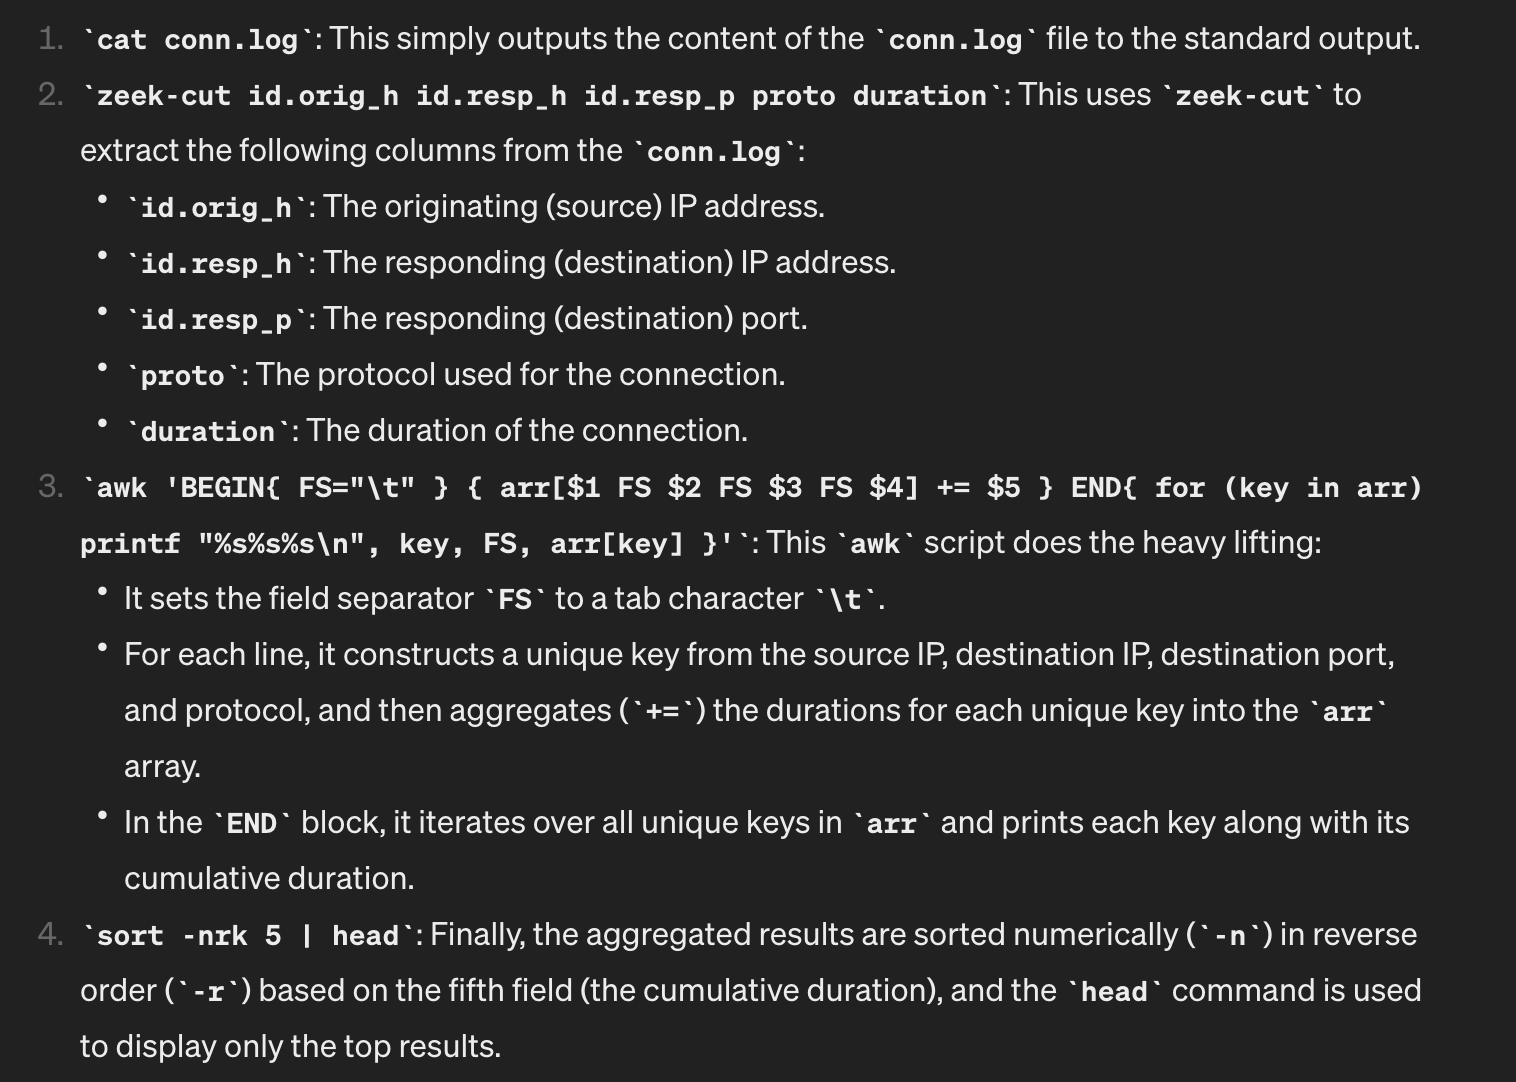 1. `cat conn.log`: This simply outputs the content of the `conn.log` file to the standard output.
2. `zeek-cut id.orig_h id.resp_h id.resp_p proto duration`: This uses `zeek-cut` to
extract the following columns from the `conn.log`:
• `id.orig_h`: The originating (source) IP address.
• `id.resp_h`: The responding (destination) IP address.
• `id.resp_p`: The responding (destination) port.
• `proto`: The protocol used for the connection.
• `duration`: The duration of the connection.
3. `awk 'BEGIN{ FS="\t" } { arr[$1 FS $2 FS $3 FS $4] += $5 } END{ for (key in arr)
printf "%s%s%s\n", key, FS, arr[key] }'`: This `awk` script does the heavy lifting:
• It sets the field separator `FS` to a tab character `\t`.
• For each line, it constructs a unique key from the source IP, destination IP, destination port,
and protocol, and then aggregates (`+=`) the durations for each unique key into the `arr`
array.
• In the `END` block, it iterates over all unique keys in `arr` and prints each key along with its
cumulative duration.
4. `sort -nrk 5 | head`: Finally, the aggregated results are sorted numerically (`-n`) in reverse
order (`-r`) based on the fifth field (the cumulative duration), and the `head` command is used
to display only the top results.